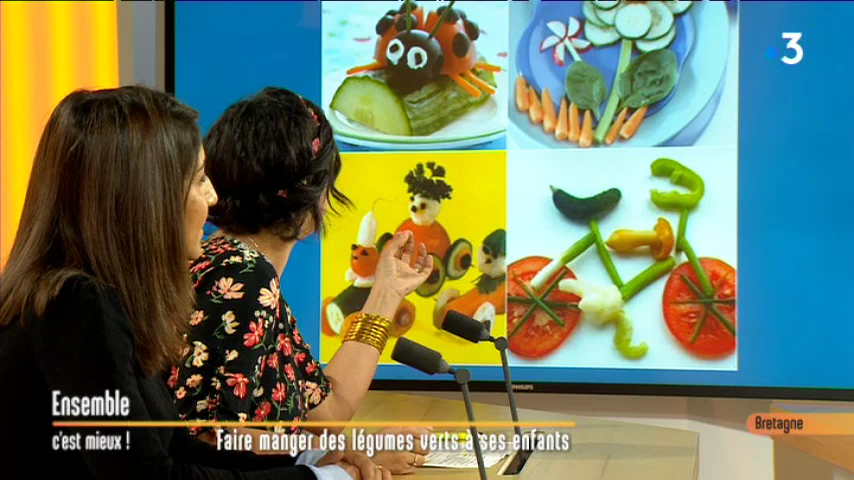 3
PHILIPS
Ensemble
c'est mieux !
Faire manger des légumes verts à ses enfants
Bretagne